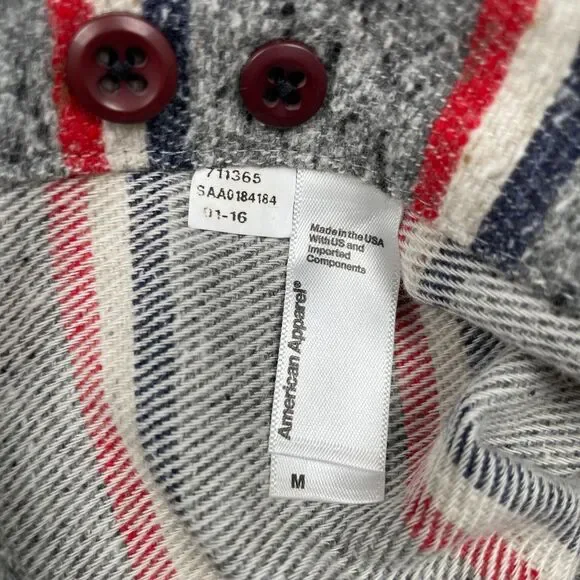 711365
SAA0184184
01-16
Made in the USA
With US and
Imported
Components
American Apparel®
M